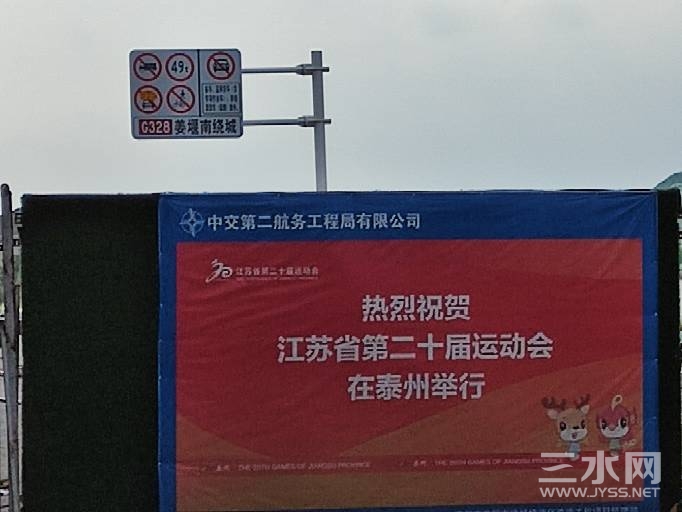 49t
G328 姜堰南绕城
中交第二航务工程局有限公司
江苏省第二十届运动会
热烈祝贺
江苏省第二十届运动会
在泰州举行
THE 20TH GAMES OF JIANGSU PROVINCE
THE 20TH GAMES OF JIANGSU PROVINCE
三水网
WWW.JYSS.NET